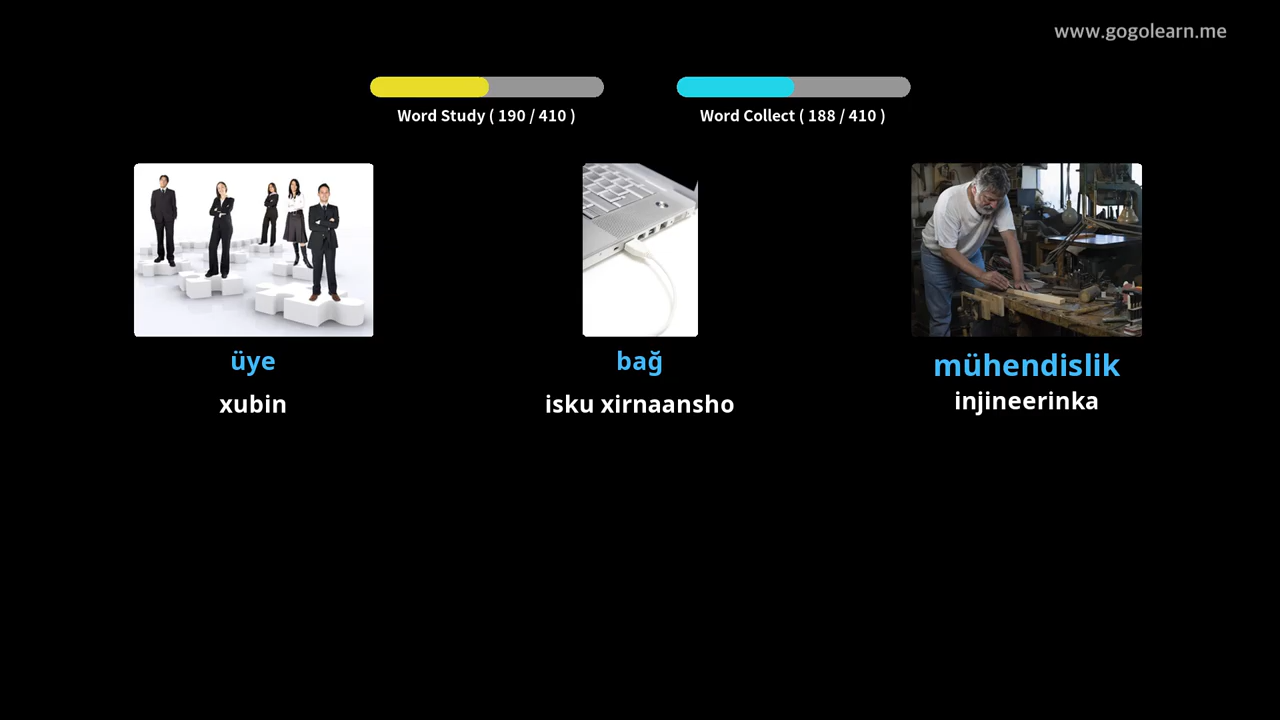 www.gogolearn.me
Word Study ( 190 / 410 )
Word Collect ( 188 / 410 )
üye
bağ
mühendislik
xubin
isku xirnaansho
injineerinka